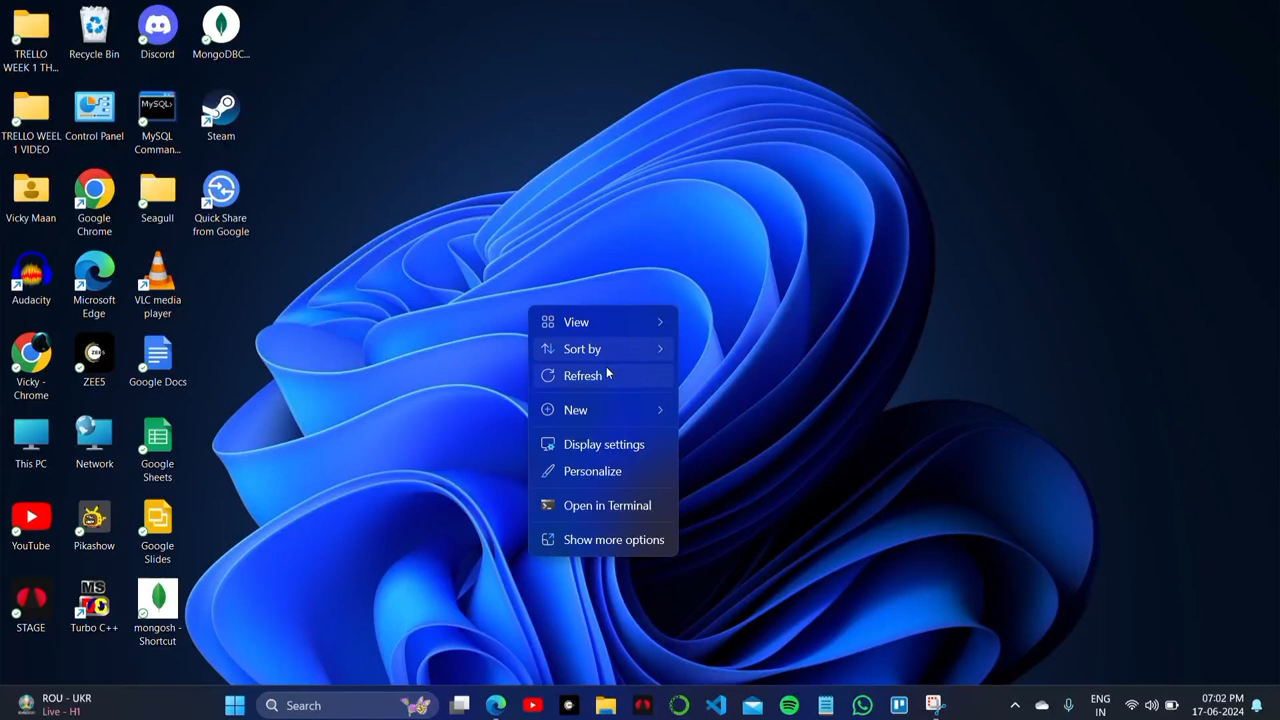 TRELLO
WEEK 1 TH...
Recycle Bin
Discord
MongoDBC...
TRELLO WEEL
1 VIDEO
Control Panel
MySQL>
MySQL
Comman...
Steam
Vicky Maan
Google
Chrome
Seagull
Quick Share
from Google
Audacity
Microsoft
Edge
VLC media
player
Vicky -
Chrome
ZEE5
Google Docs
This PC
Network
Google
Sheets
YouTube
Pikashow
Google
Slides
STAGE
MS
Turbo C++
mongosh -
Shortcut
View
Sort by
Refresh
New
Display settings
Personalize
Open in Terminal
Show more options
ROU - UKR
Live - H1
Search
ENG
IN
07:02 PM
17-06-2024